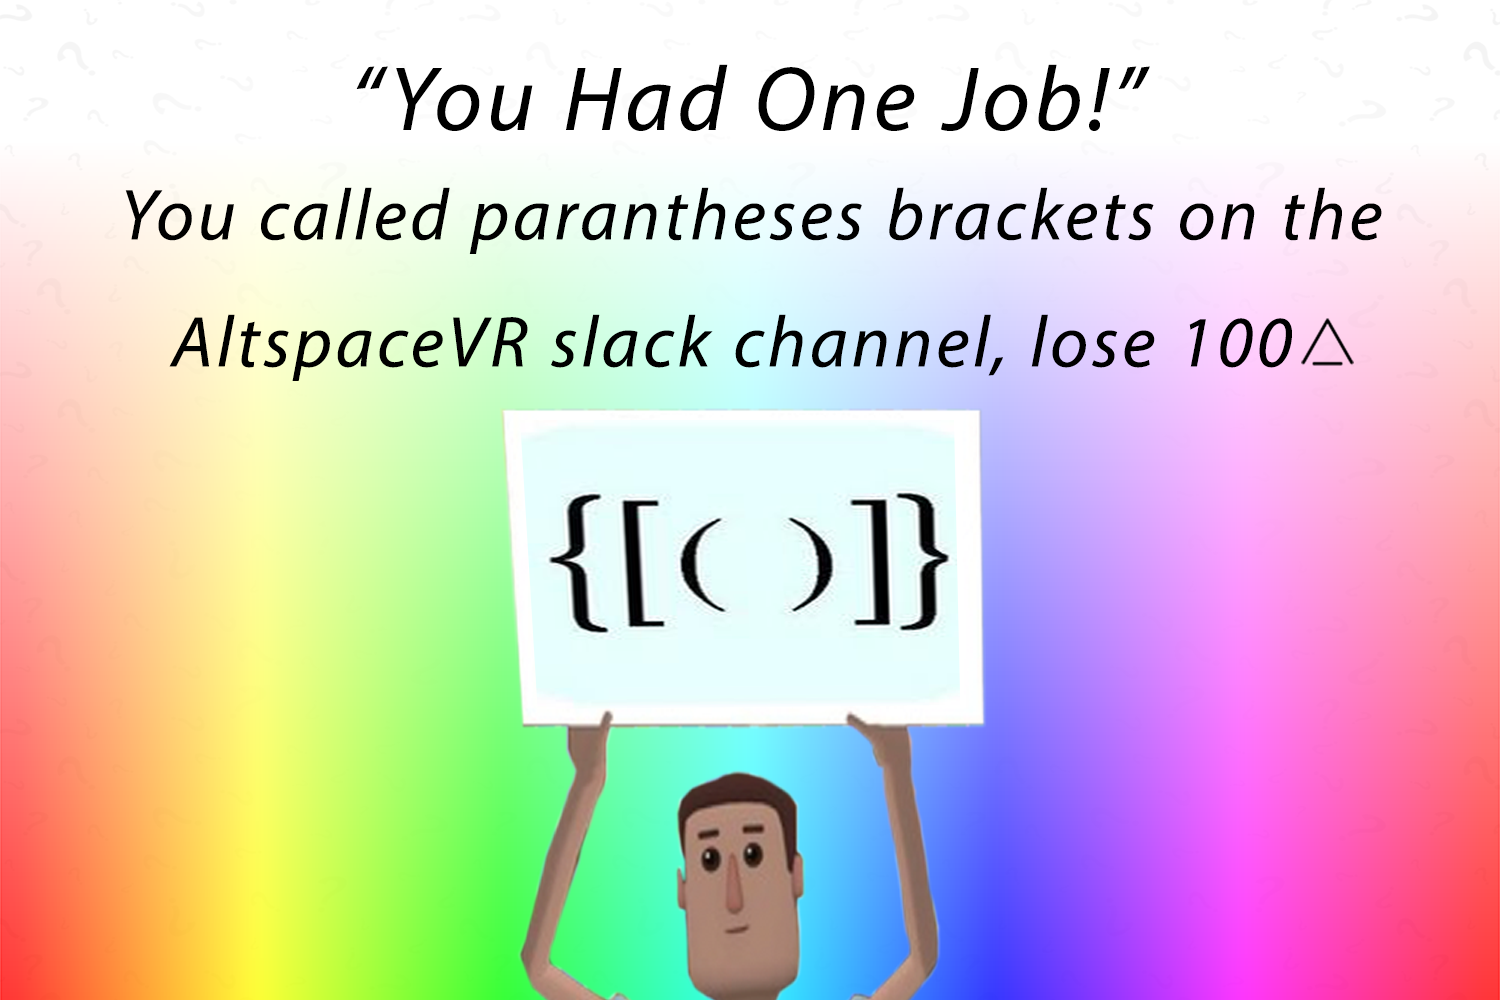 “You Had One Job!”
You called parantheses brackets on the
AltspaceVR slack channel, lose 100△
{[( )]}